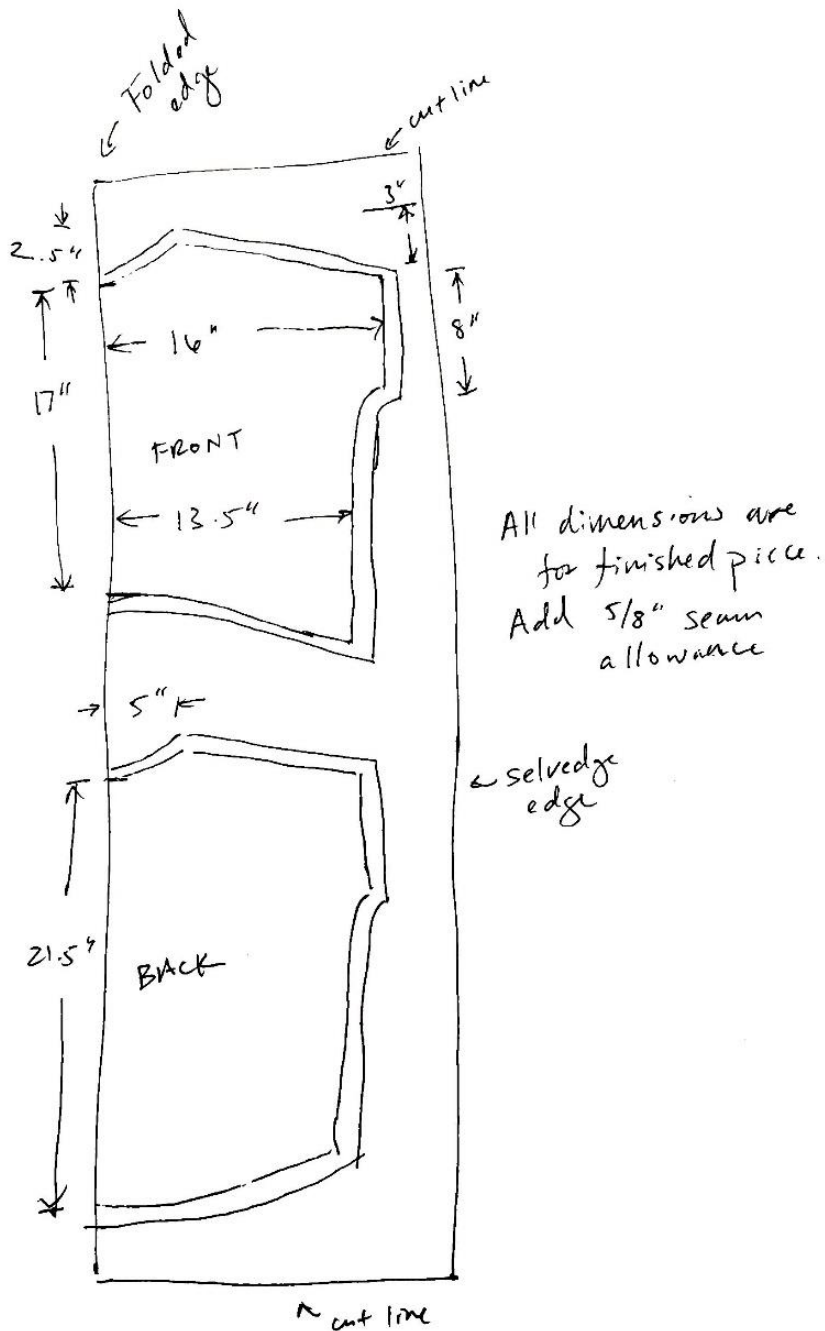 Folded
edge
cut line
3"
2.5"
8"
16"
17"
FRONT
13.5"
All dimensions are
for finished piece.
Add 5/8" seam
allowance
5"
selvedge
edge
21.5"
BACK
cut line